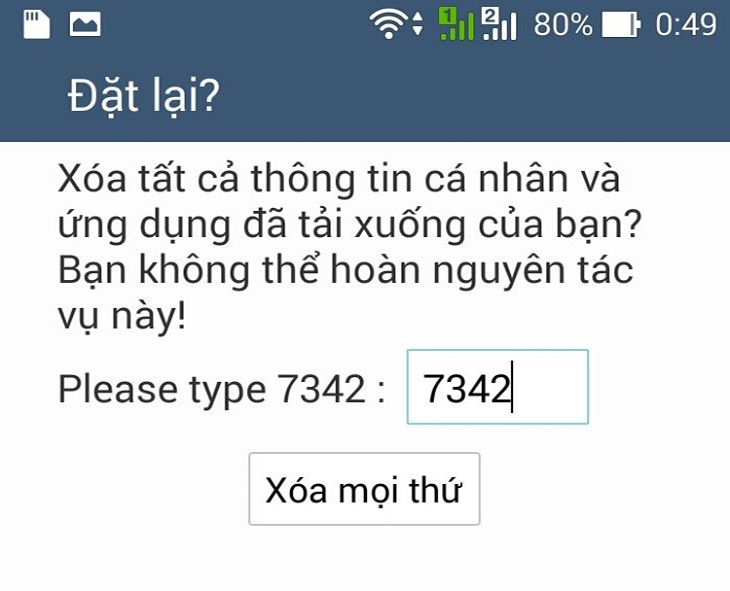 1 2 80% 0:49
Đặt lại?
Xóa tất cả thông tin cá nhân và
ứng dụng đã tải xuống của bạn?
Bạn không thể hoàn nguyên tác
vụ này!
Please type 7342 : 7342
Xóa mọi thứ